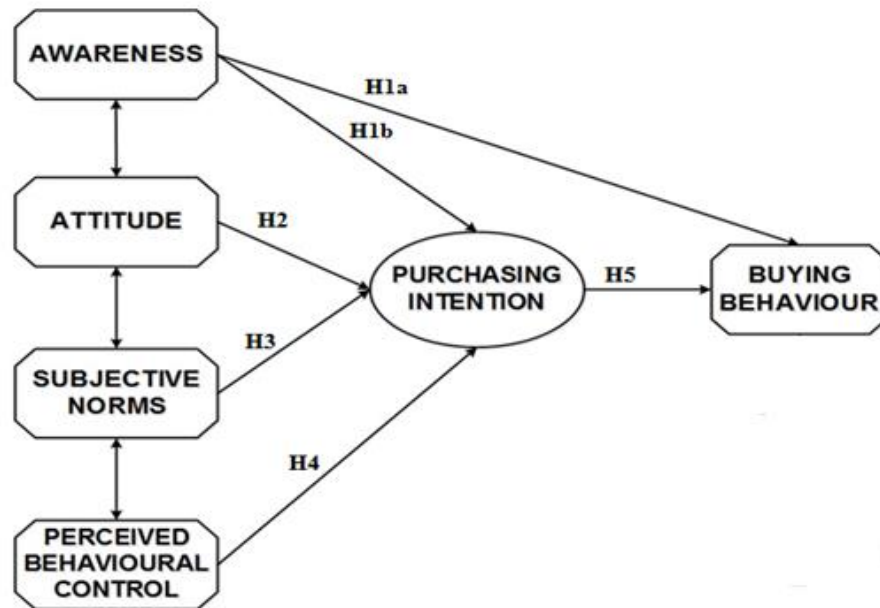 AWARENESS
H1a
H1b
ATTITUDE
H2
PURCHASING
INTENTION
H5
BUYING
BEHAVIOUR
H3
SUBJECTIVE
NORMS
H4
PERCEIVED
BEHAVIOURAL
CONTROL